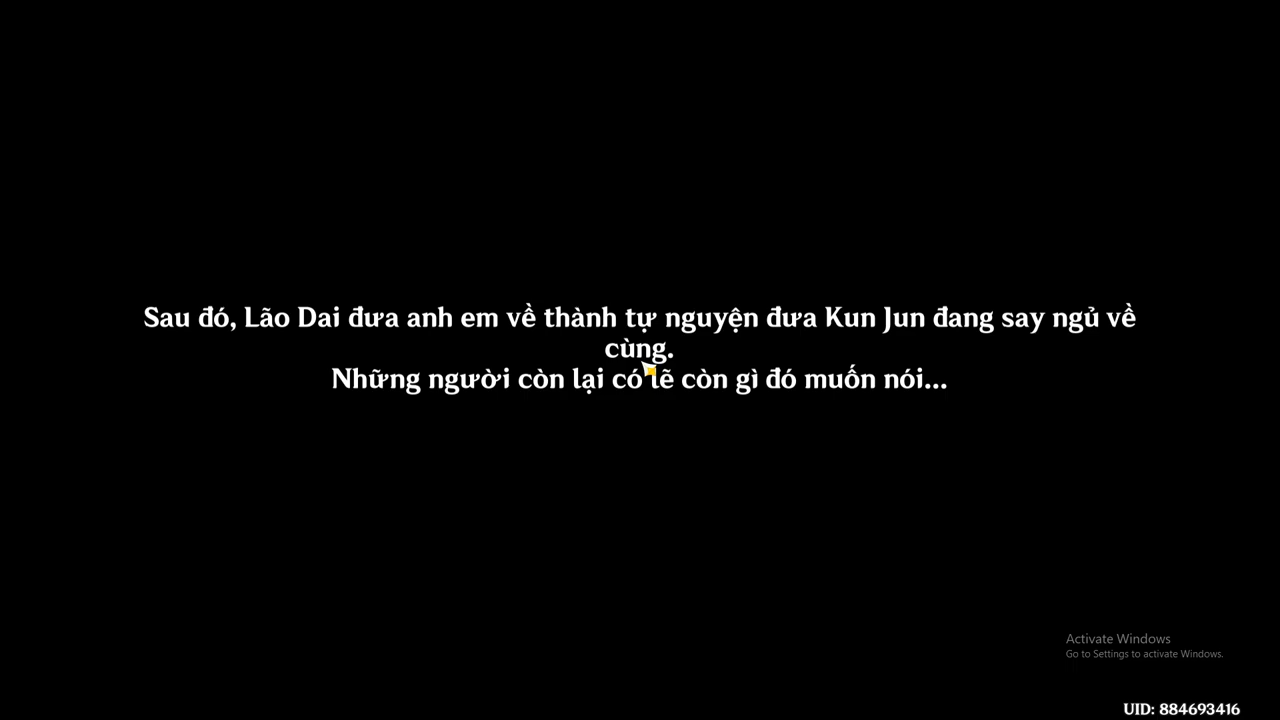 Sau đó, Lão Dai đưa anh em về thành tự nguyện đưa Kun Jun đang say ngủ về
cùng.
Những người còn lại có lẽ còn gì đó muốn nói...
Activate Windows
Go to Settings to activate Windows.
UID: 884693416